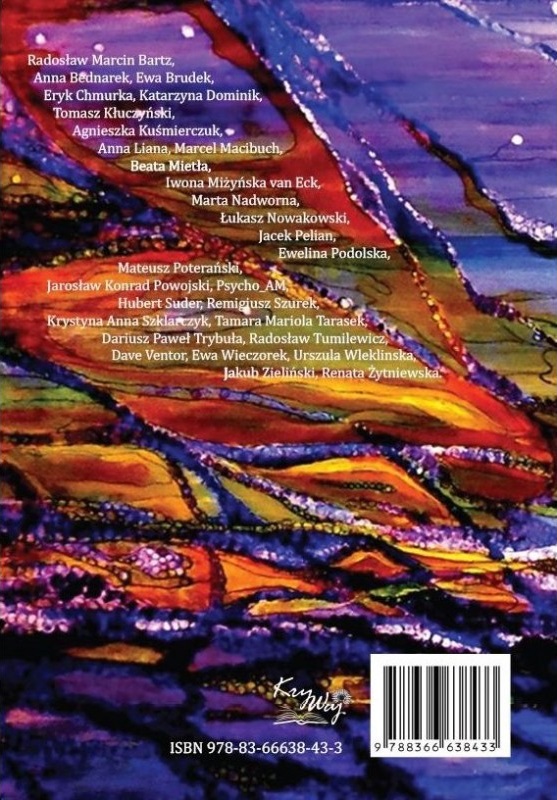 Radosław Marcin Bartz,
Anna Bednarek, Ewa Brudek,
Eryk Chmurka, Katarzyna Dominik,
Tomasz Kłuczyński,
Agnieszka Kuśmierczuk,
Anna Liana, Marcel Macibuch,
Beata Mietła,
Iwona Miżyńska van Eck,
Marta Nadworna,
Łukasz Nowakowski,
Jacek Pelian,
Ewelina Podolska,
Mateusz Poterański,
Jarosław Konrad Powojski, Psycho_AM,
Hubert Suder, Remigiusz Szurek,
Krystyna Anna Szklarczyk, Tamara Mariola Tarasek,
Dariusz Paweł Trybuła, Radosław Tumilewicz,
Dave Ventor, Ewa Wieczorek, Urszula Wleklinska,
Jakub Zieliński, Renata Żytniewska.
Kry Waj
ISBN 978-83-66638-43-3
9 788366 638433